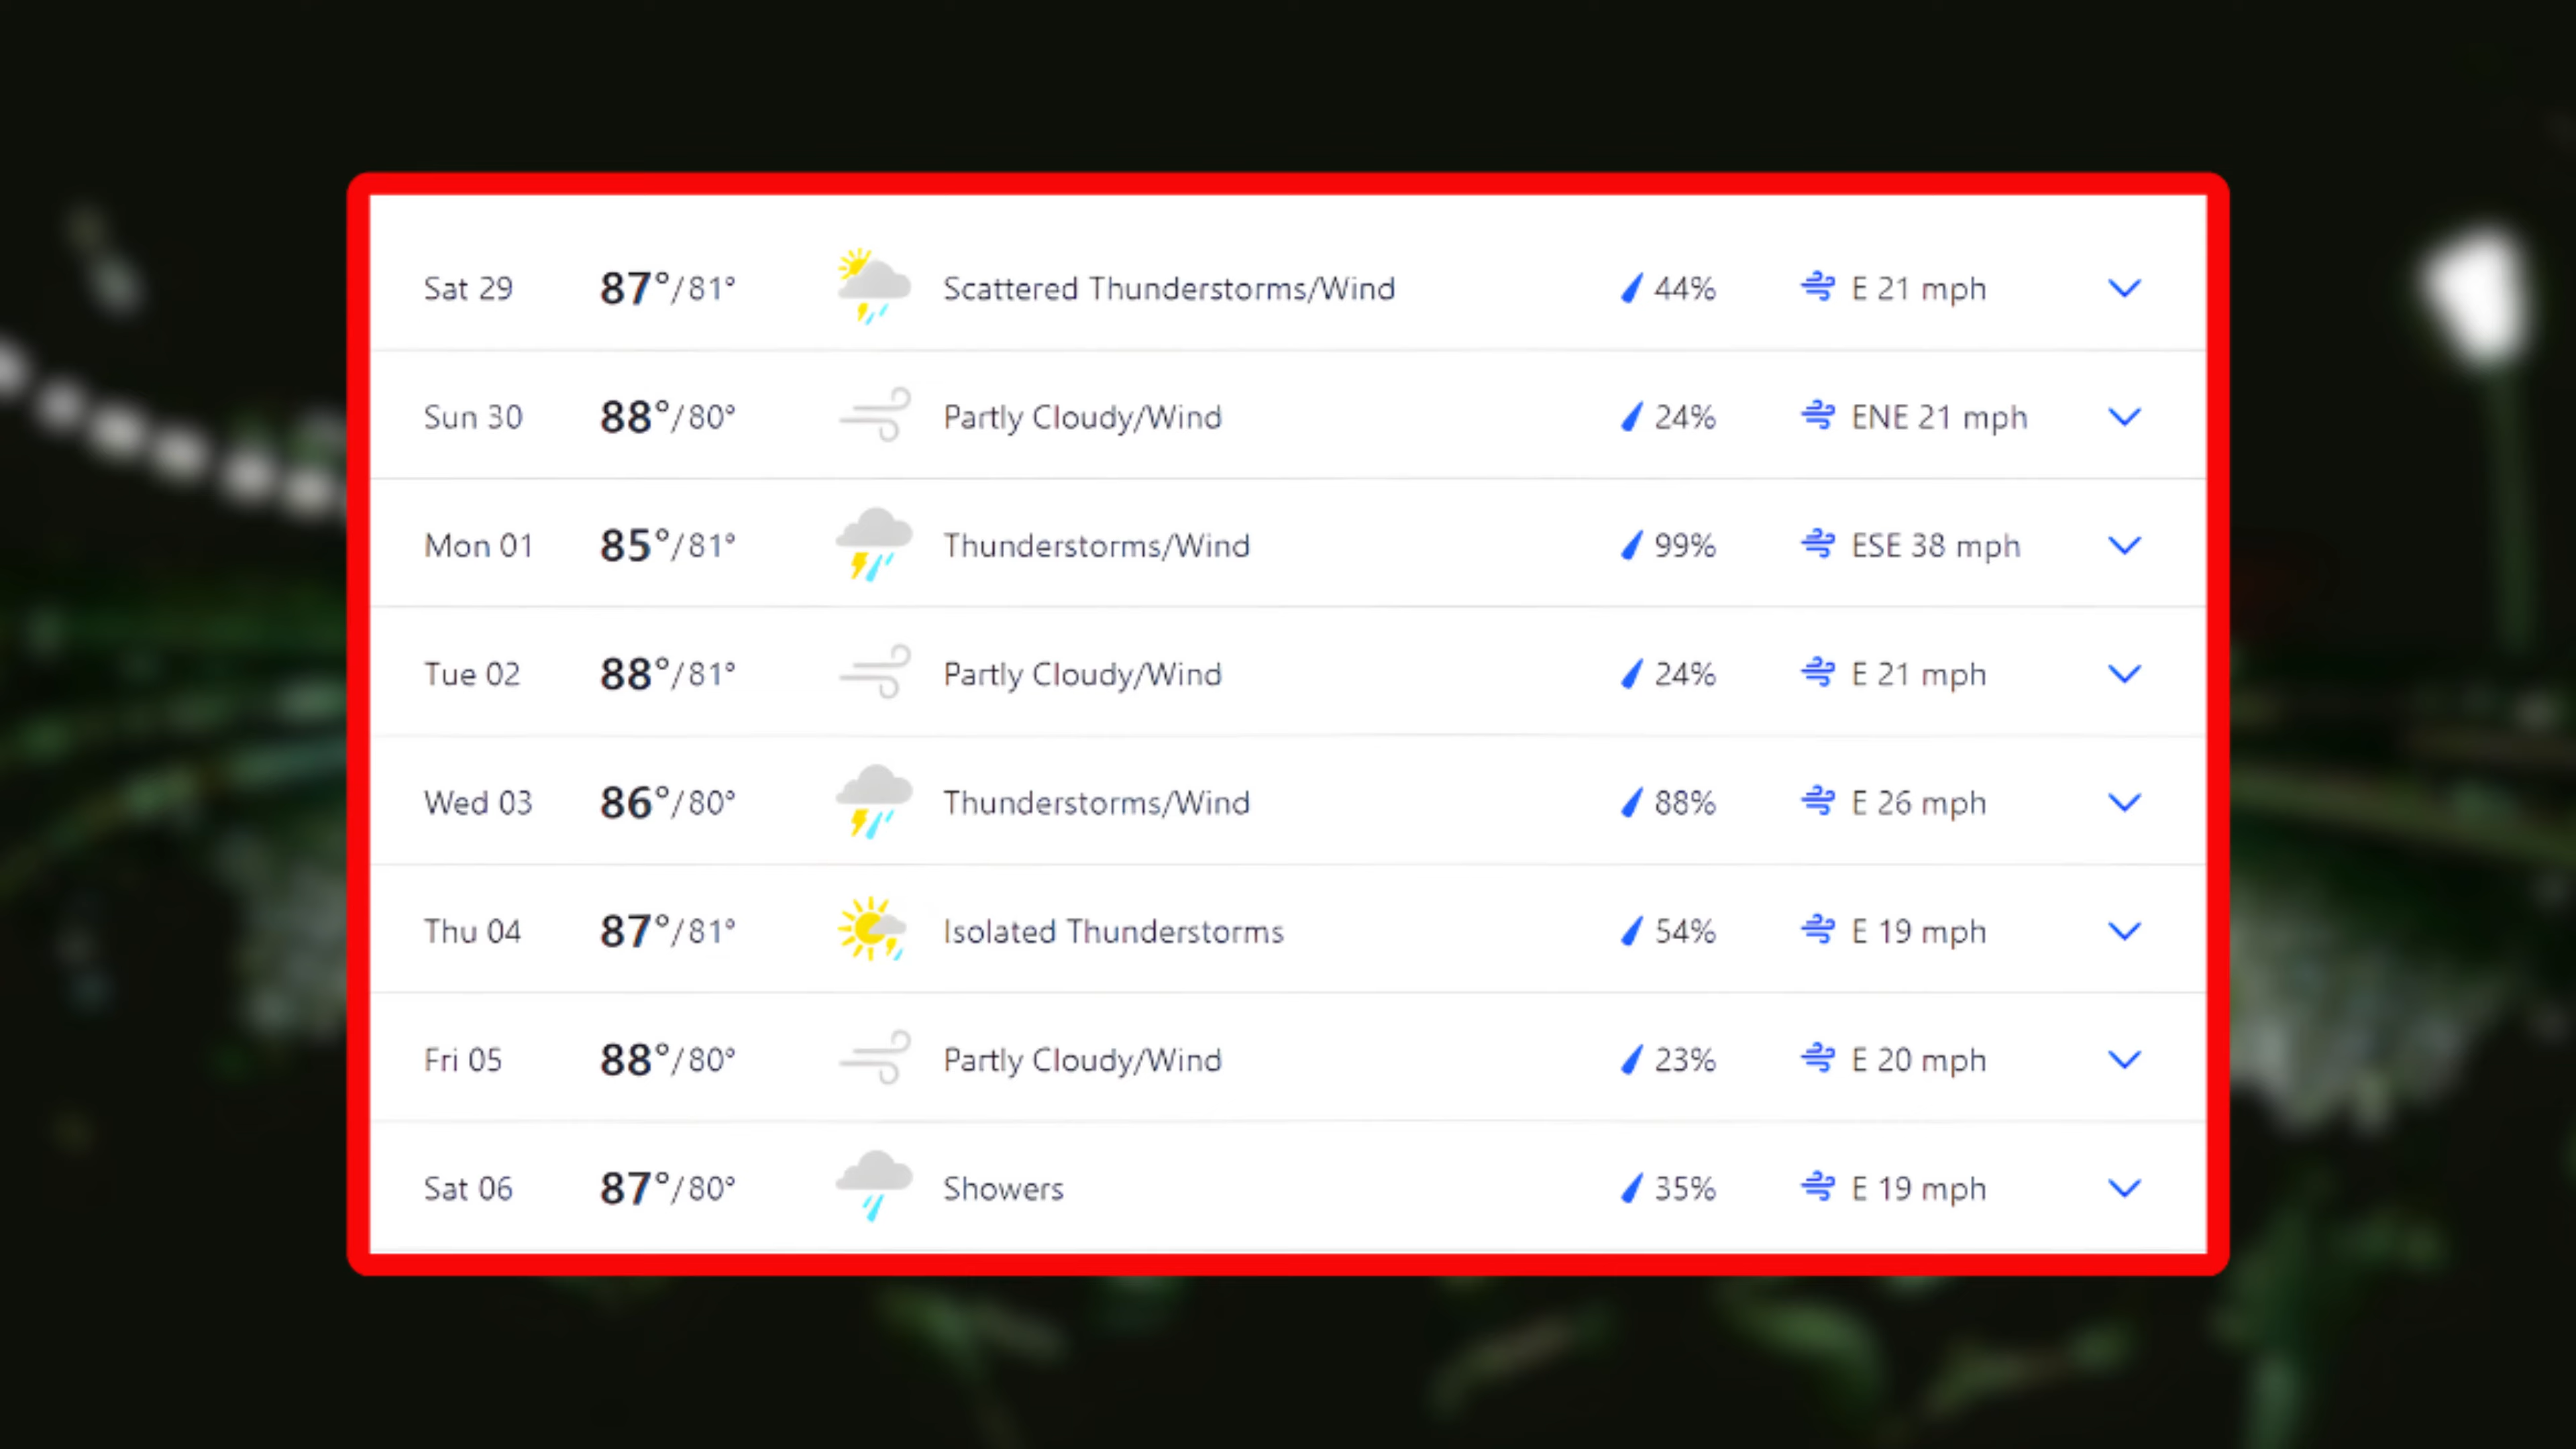 Sat 29 87°/81° Scattered Thunderstorms/Wind 44% E 21 mph
Sun 30 88°/80° Partly Cloudy/Wind 24% ENE 21 mph
Mon 01 85°/81° Thunderstorms/Wind 99% ESE 38 mph
Tue 02 88°/81° Partly Cloudy/Wind 24% E 21 mph
Wed 03 86°/80° Thunderstorms/Wind 88% E 26 mph
Thu 04 87°/81° Isolated Thunderstorms 54% E 19 mph
Fri 05 88°/80° Partly Cloudy/Wind 23% E 20 mph
Sat 06 87°/80° Showers 35% E 19 mph